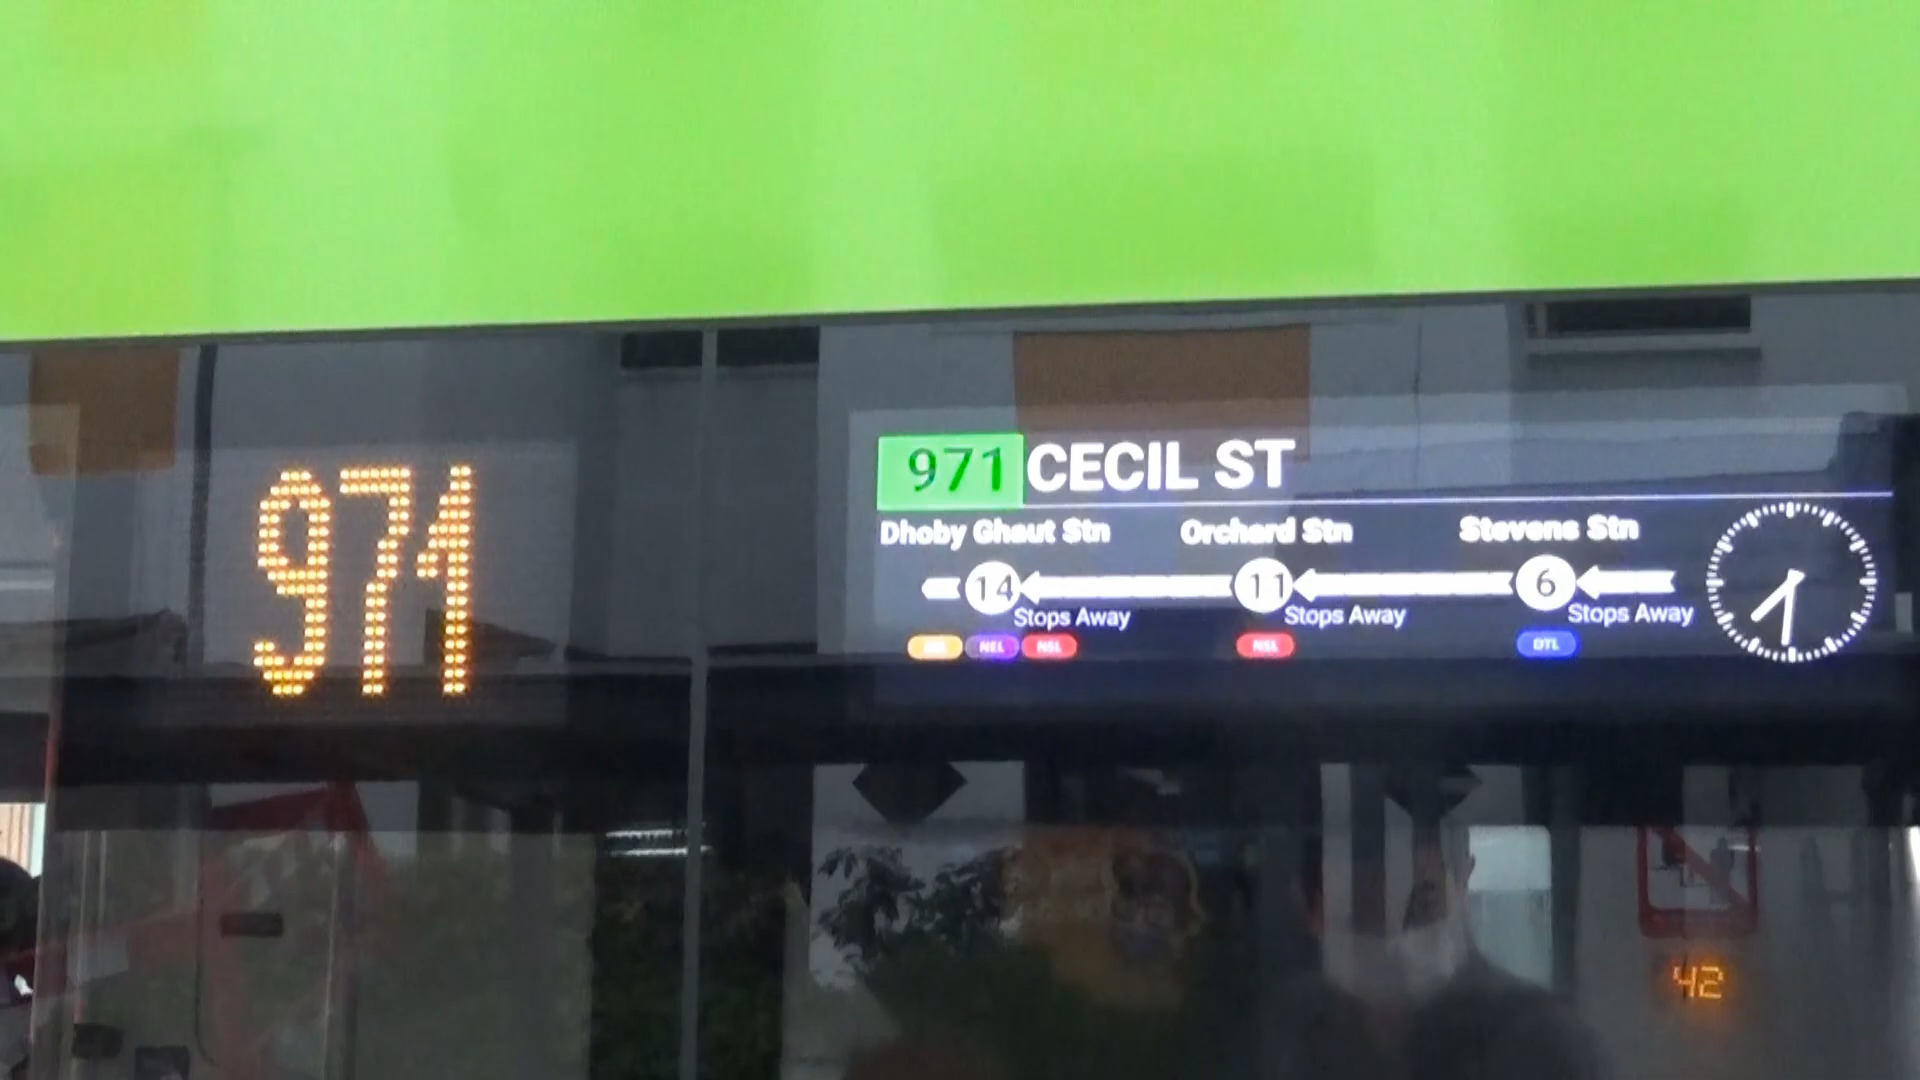 971
971 CECIL ST
Dhoby Ghaut Stn Orchard Stn Stevens Stn
14 11 6
Stops Away Stops Away Stops Away
NEL NSL NSL DTL
42